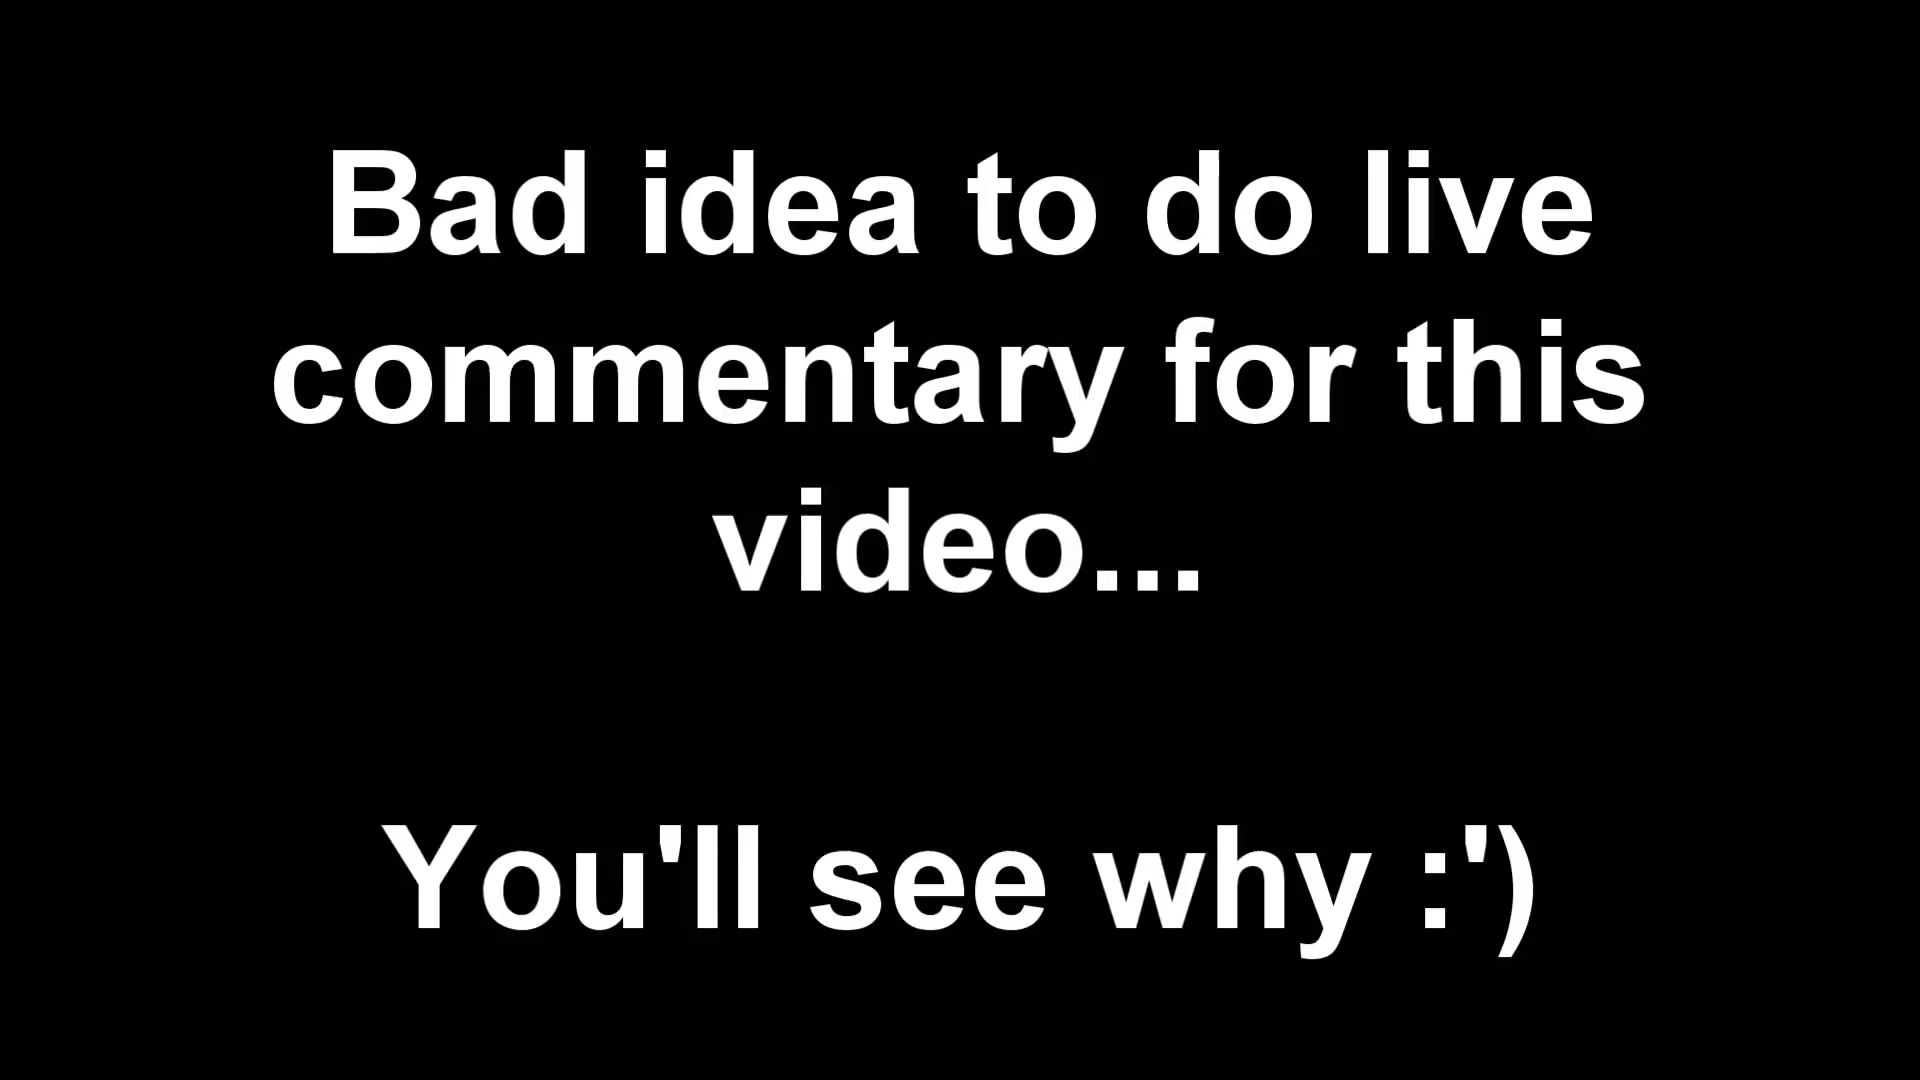 Bad idea to do live
commentary for this
video...
You'll see why :')